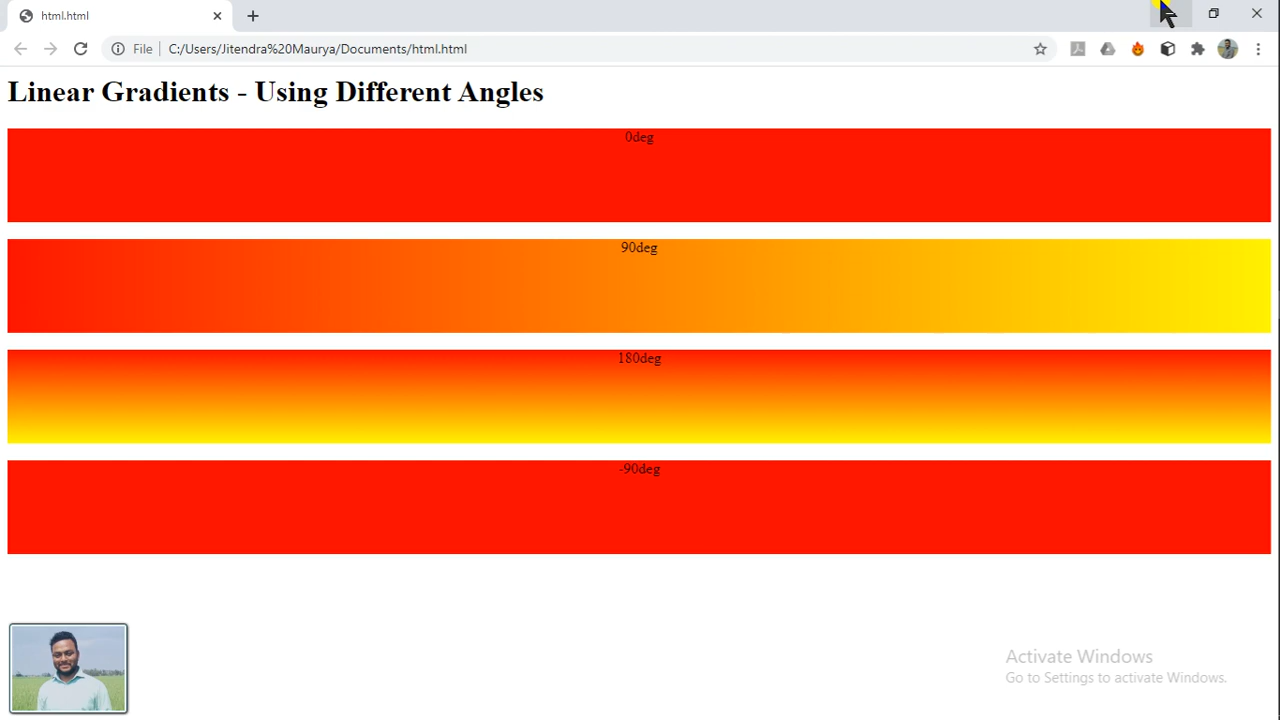 html.html
File
C:/Users/Jitendra%20Maurya/Documents/html.html
Linear Gradients - Using Different Angles
0deg
90deg
180deg
-90deg
Activate Windows
Go to Settings to activate Windows.